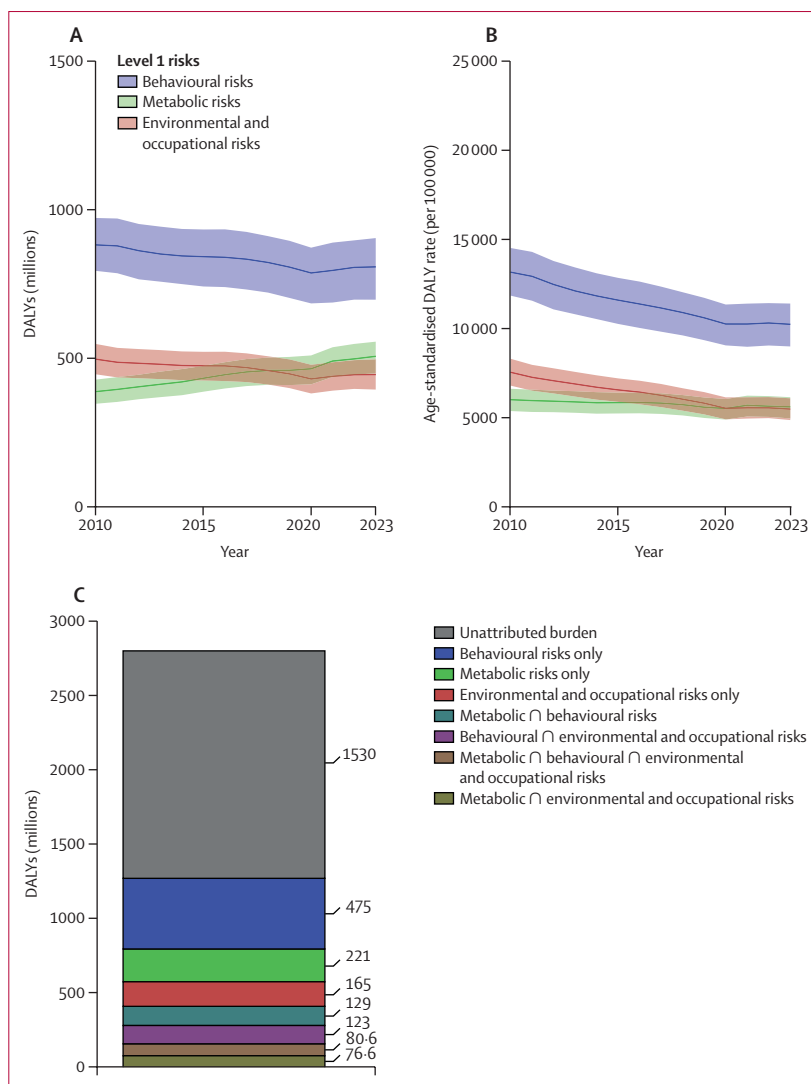 A
1500
1000
500
0
DALYs (millions)
2010
2015
2020
2023
Year
Level 1 risks
Behavioural risks
Metabolic risks
Environmental and
occupational risks
B
25 000
20 000
15 000
10 000
5000
0
Age-standardised DALY rate (per 100 000)
2010
2015
2020
2023
Year
C
3000
2500
2000
1500
1000
500
0
DALYs (millions)
1530
475
221
165
129
123
80·6
76·6
Unattributed burden
Behavioural risks only
Metabolic risks only
Environmental and occupational risks only
Metabolic ∩ behavioural risks
Behavioural ∩ environmental and occupational risks
Metabolic ∩ behavioural ∩ environmental
and occupational risks
Metabolic ∩ environmental and occupational risks